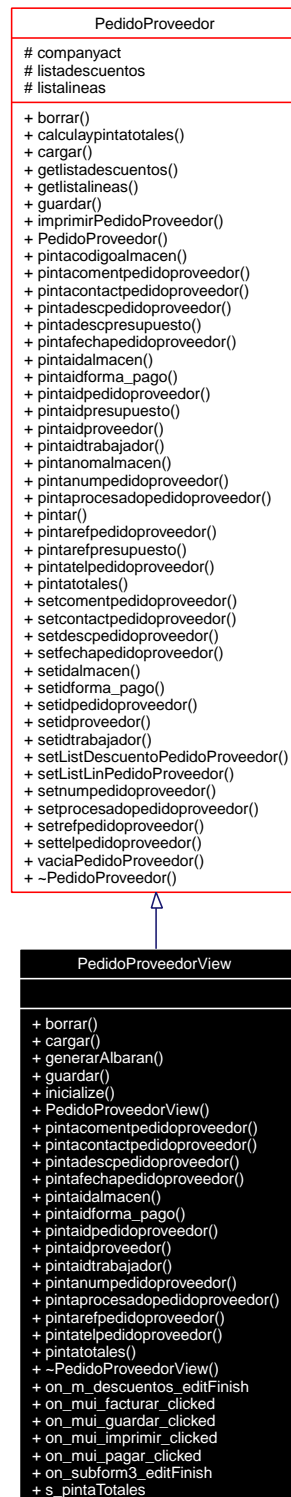 PedidoProveedor
# companyact
# listadescuentos
# listalineas
+ borrar()
+ calculaypintatotales()
+ cargar()
+ getlistadescuentos()
+ getlistalineas()
+ guardar()
+ imprimirPedidoProveedor()
+ PedidoProveedor()
+ pintacodigoalmacen()
+ pintacomentpedidoproveedor()
+ pintacontactpedidoproveedor()
+ pintadescpedidoproveedor()
+ pintadescpresupuesto()
+ pintafechapedidoproveedor()
+ pintaidalmacen()
+ pintaidforma_pago()
+ pintaidpedidoproveedor()
+ pintaidpresupuesto()
+ pintaidproveedor()
+ pintaidtrabajador()
+ pintanomalmacen()
+ pintanumpedidoproveedor()
+ pintaprocesadopedidoproveedor()
+ pintar()
+ pintarefpedidoproveedor()
+ pintarefpresupuesto()
+ pintatelpedidoproveedor()
+ pintatotales()
+ setcomentpedidoproveedor()
+ setcontactpedidoproveedor()
+ setdescpedidoproveedor()
+ setfechapedidoproveedor()
+ setidalmacen()
+ setidforma_pago()
+ setidpedidoproveedor()
+ setidproveedor()
+ setidtrabajador()
+ setListDescuentoPedidoProveedor()
+ setListLinPedidoProveedor()
+ setnumpedidoproveedor()
+ setprocesadopedidoproveedor()
+ setrefpedidoproveedor()
+ settelpedidoproveedor()
+ vaciaPedidoProveedor()
+ ~PedidoProveedor()
PedidoProveedorView
+ borrar()
+ cargar()
+ generarAlbaran()
+ guardar()
+ inicialize()
+ PedidoProveedorView()
+ pintacomentpedidoproveedor()
+ pintacontactpedidoproveedor()
+ pintadescpedidoproveedor()
+ pintafechapedidoproveedor()
+ pintaidalmacen()
+ pintaidforma_pago()
+ pintaidpedidoproveedor()
+ pintaidproveedor()
+ pintaidtrabajador()
+ pintanumpedidoproveedor()
+ pintaprocesadopedidoproveedor()
+ pintarefpedidoproveedor()
+ pintatelpedidoproveedor()
+ pintatotales()
+ ~PedidoProveedorView()
+ on_m_descuentos_editFinish
+ on_mui_facturar_clicked
+ on_mui_guardar_clicked
+ on_mui_imprimir_clicked
+ on_mui_pagar_clicked
+ on_subform3_editFinish
+ s_pintaTotales